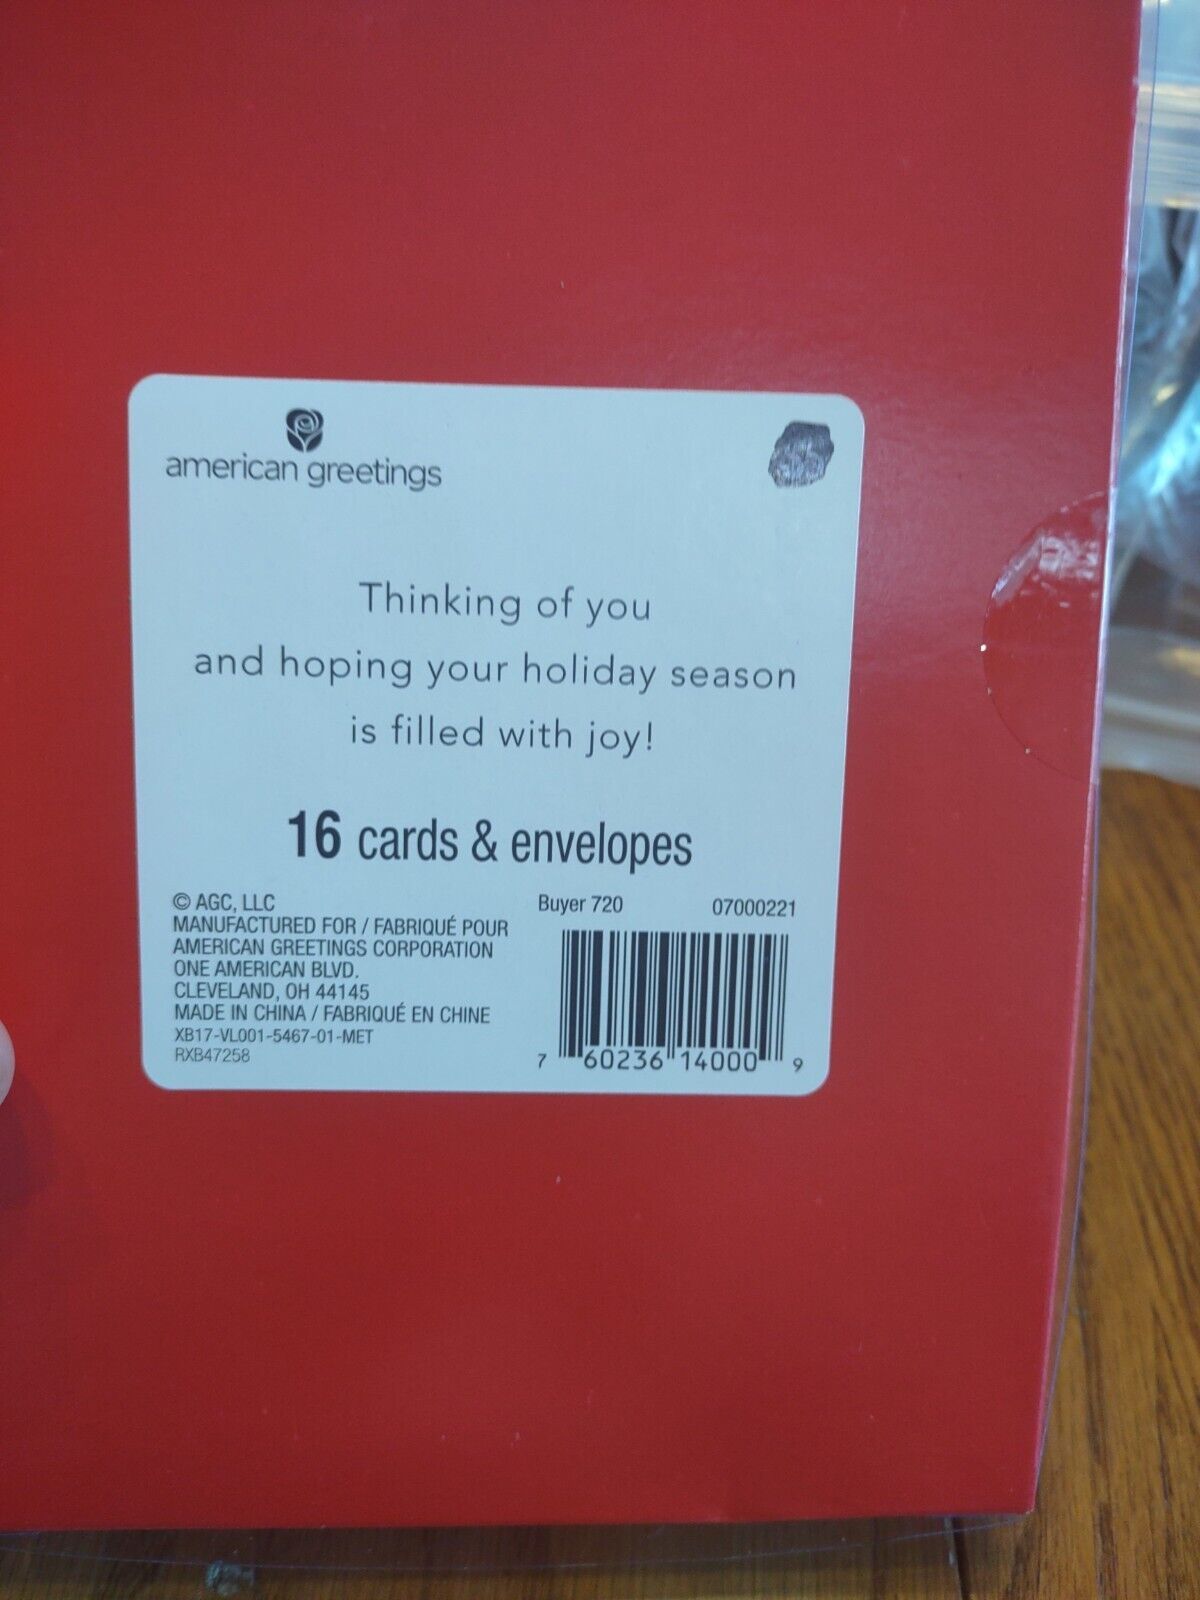 american greetings
Thinking of you
and hoping your holiday season
is filled with joy!
16 cards & envelopes
© AGC, LLC
MANUFACTURED FOR / FABRIQUÉ POUR
AMERICAN GREETINGS CORPORATION
ONE AMERICAN BLVD.
CLEVELAND, OH 44145
MADE IN CHINA / FABRIQUÉ EN CHINE
XB17-VL001-5467-01-MET
RXB47258
Buyer 720 07000221
7 60236 14000 9